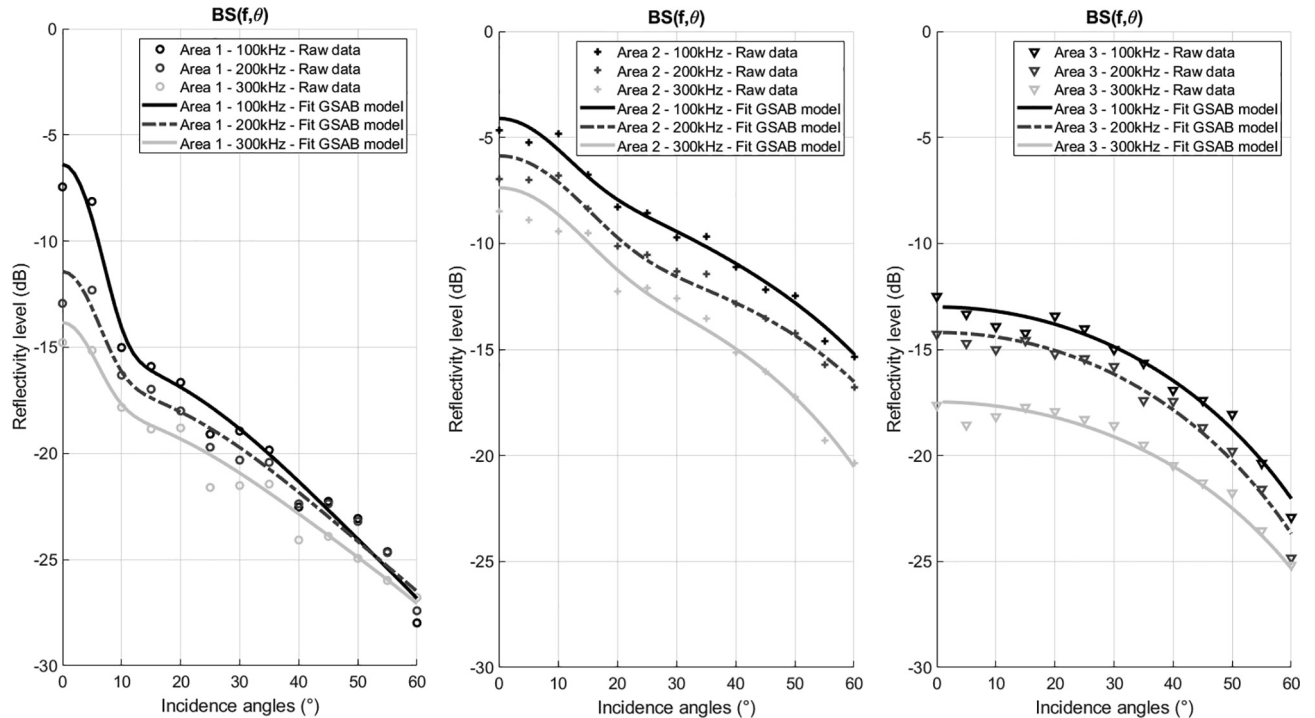 BS(f,θ)
Area 1 - 100kHz - Raw data
Area 1 - 200kHz - Raw data
Area 1 - 300kHz - Raw data
Area 1 - 100kHz - Fit GSAB model
Area 1 - 200kHz - Fit GSAB model
Area 1 - 300kHz - Fit GSAB model
Reflectivity level (dB)
0
-5
-10
-15
-20
-25
-30
0 10 20 30 40 50 60
Incidence angles (°)
BS(f,θ)
Area 2 - 100kHz - Raw data
Area 2 - 200kHz - Raw data
Area 2 - 300kHz - Raw data
Area 2 - 100kHz - Fit GSAB model
Area 2 - 200kHz - Fit GSAB model
Area 2 - 300kHz - Fit GSAB model
Reflectivity level (dB)
0
-5
-10
-15
-20
-25
-30
0 10 20 30 40 50 60
Incidence angles (°)
BS(f,θ)
Area 3 - 100kHz - Raw data
Area 3 - 200kHz - Raw data
Area 3 - 300kHz - Raw data
Area 3 - 100kHz - Fit GSAB model
Area 3 - 200kHz - Fit GSAB model
Area 3 - 300kHz - Fit GSAB model
Reflectivity level (dB)
0
-5
-10
-15
-20
-25
-30
0 10 20 30 40 50 60
Incidence angles (°)